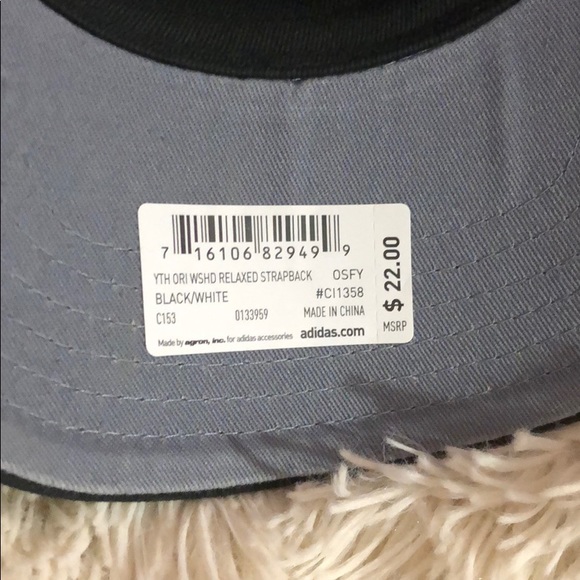 7 16106 82949 9
YTH ORI WSHD RELAXED STRAPBACK OSFY
BLACK/WHITE #CI1358
C153 0133959 MADE IN CHINA
Made by agron, inc. for adidas accessories adidas.com
$ 22.00
MSRP